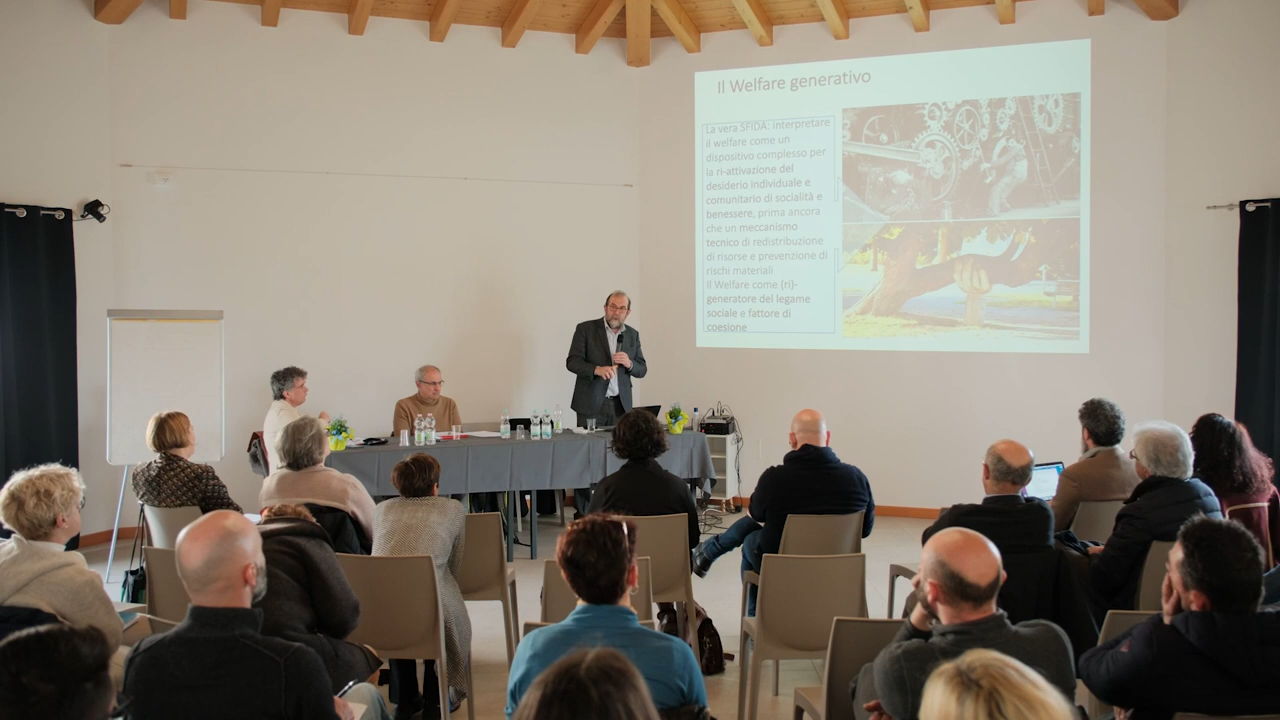 Il Welfare generativo
La vera SFIDA: interpretare
il welfare come un
dispositivo complesso per
la ri-attivazione del
desiderio individuale e
comunitario di socialità e
benessere, prima ancora
che un meccanismo
tecnico di redistribuzione
di risorse e prevenzione di
rischi materiali
Il Welfare come (ri)-
generatore del legame
sociale e fattore di
coesione